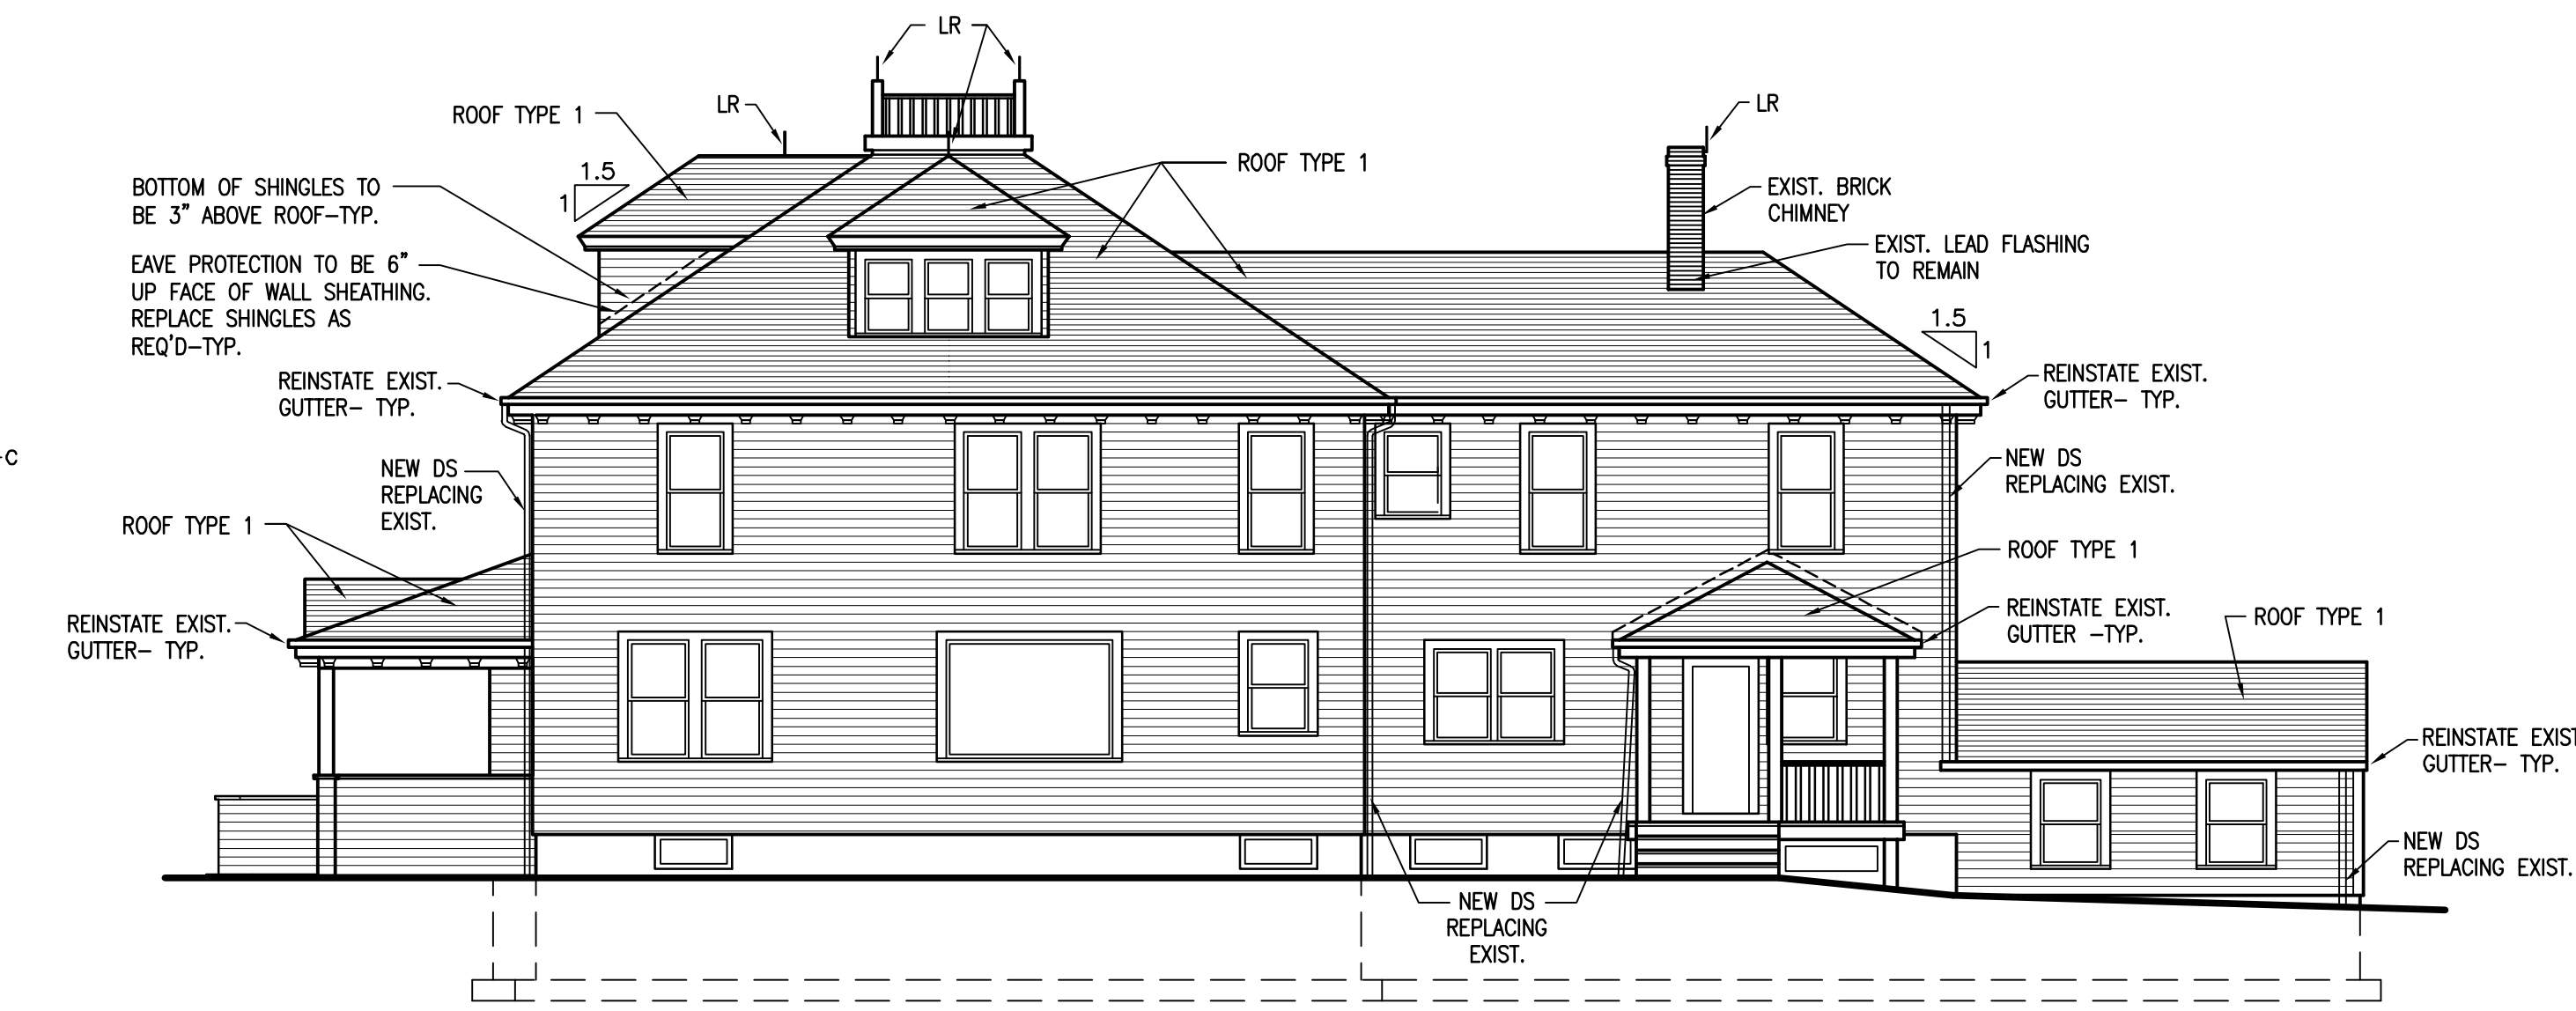 LR
LR
LR
ROOF TYPE 1
ROOF TYPE 1
1.5
1
BOTTOM OF SHINGLES TO
BE 3" ABOVE ROOF-TYP.
EXIST. BRICK
CHIMNEY
EAVE PROTECTION TO BE 6"
UP FACE OF WALL SHEATHING.
REPLACE SHINGLES AS
REQ'D-TYP.
EXIST. LEAD FLASHING
TO REMAIN
1.5
1
REINSTATE EXIST.
GUTTER- TYP.
REINSTATE EXIST.
GUTTER- TYP.
-C
NEW DS
REPLACING
EXIST.
NEW DS
REPLACING EXIST.
ROOF TYPE 1
ROOF TYPE 1
REINSTATE EXIST.
GUTTER- TYP.
REINSTATE EXIST.
GUTTER -TYP.
ROOF TYPE 1
REINSTATE EXIST
GUTTER- TYP.
NEW DS
REPLACING EXIST.
NEW DS
REPLACING
EXIST.